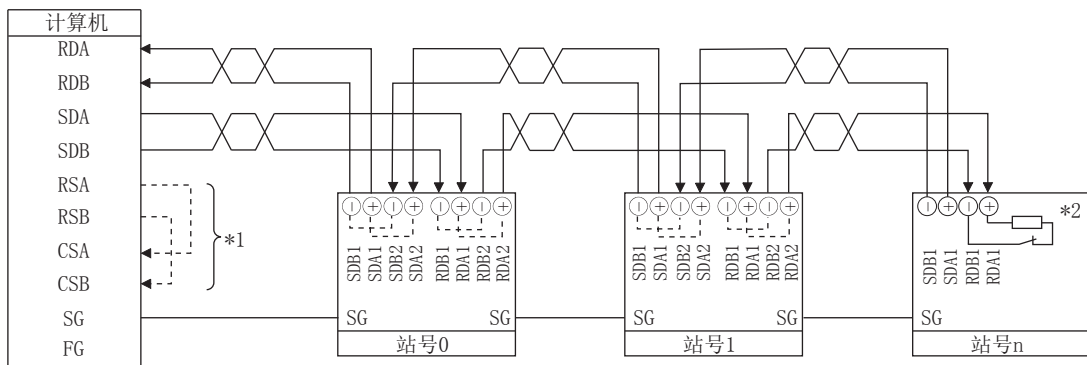 计算机
RDA
RDB
SDA
SDB
RSA
RSB
CSA
CSB
SG
FG
*1
− + − + − + − +
SDB1 SDA1 SDB2 SDA2 RDB1 RDA1 RDB2 RDA2
SG SG
站号0
− + − + − + − +
SDB1 SDA1 SDB2 SDA2 RDB1 RDA1 RDB2 RDA2
SG SG
站号1
− + − +
*2
SDB1 SDA1 RDB1 RDA1
SG
站号n